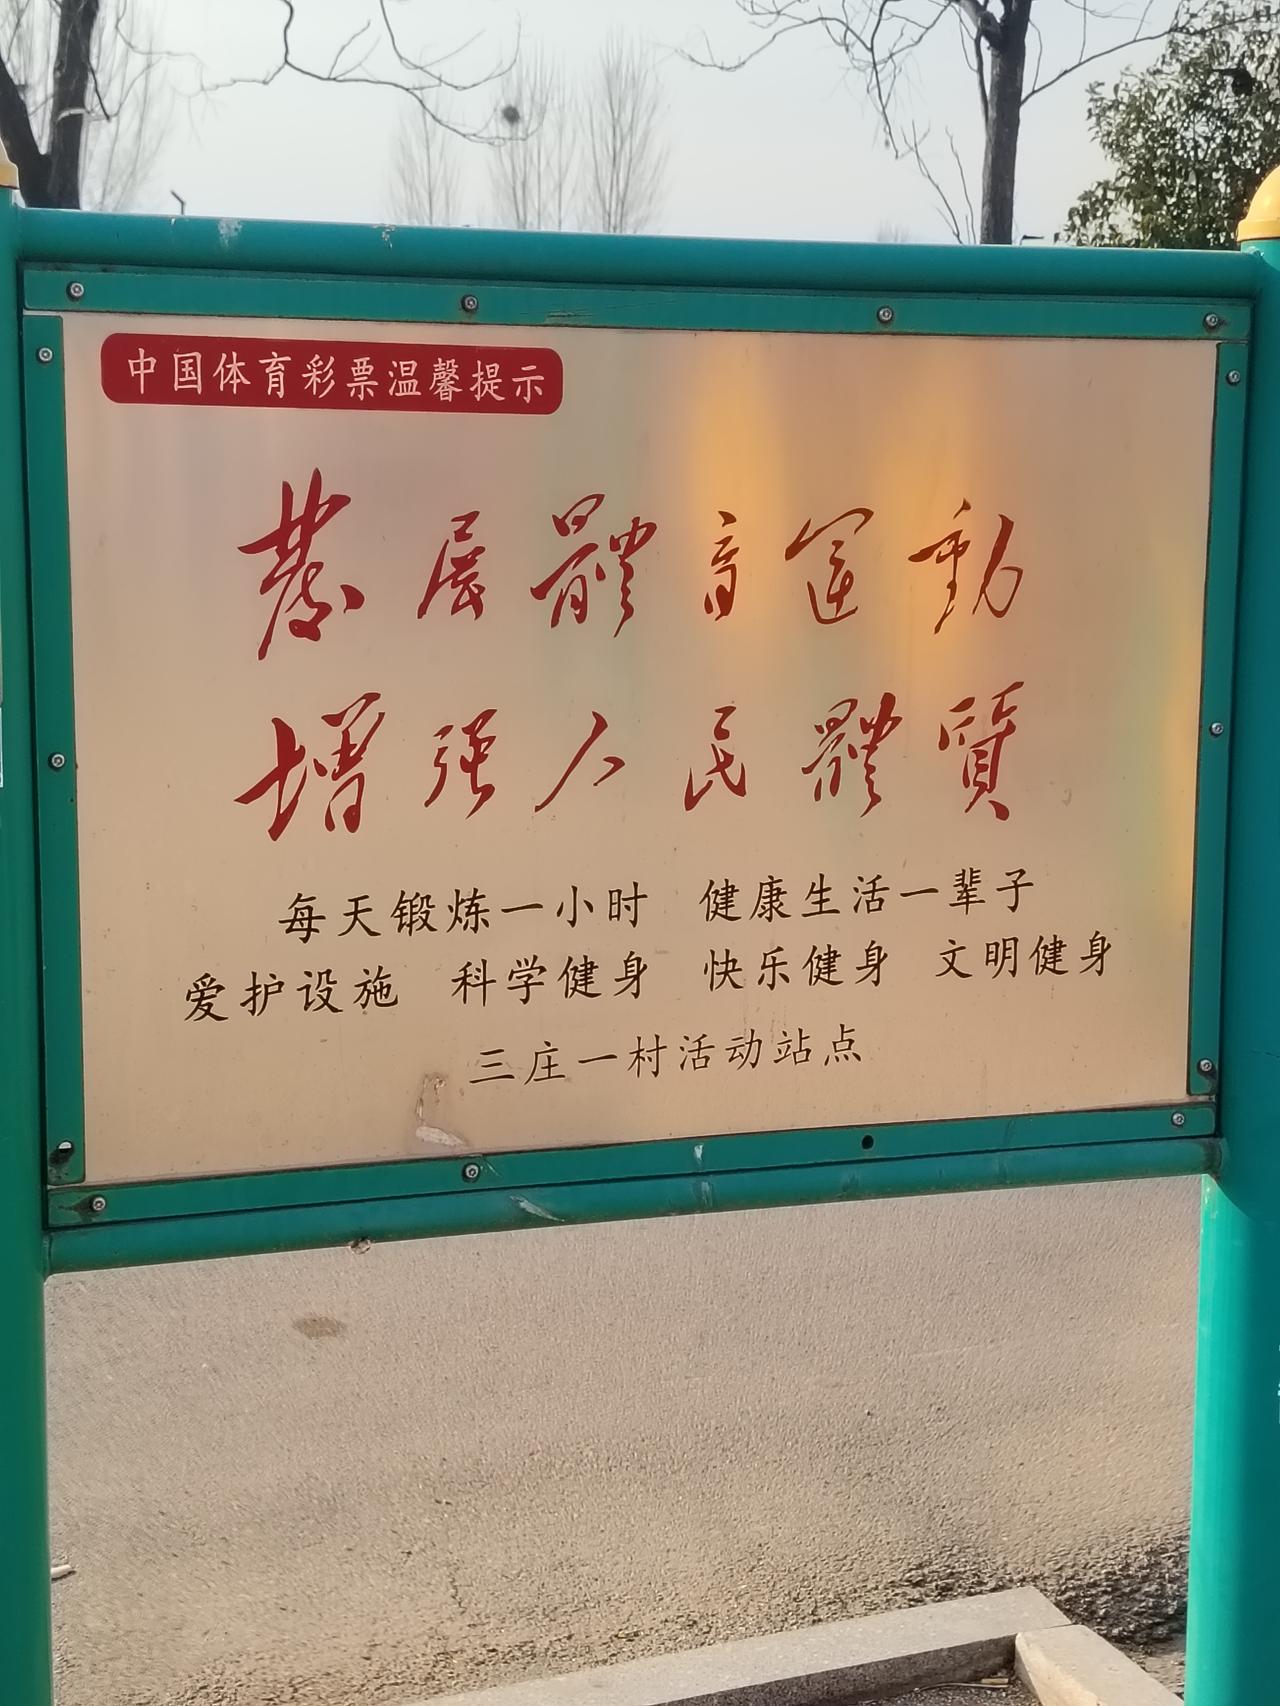 中国体育彩票温馨提示
發展體育運動
增强人民體質
每天锻炼一小时 健康生活一辈子
爱护设施 科学健身 快乐健身 文明健身
三庄一村活动站点